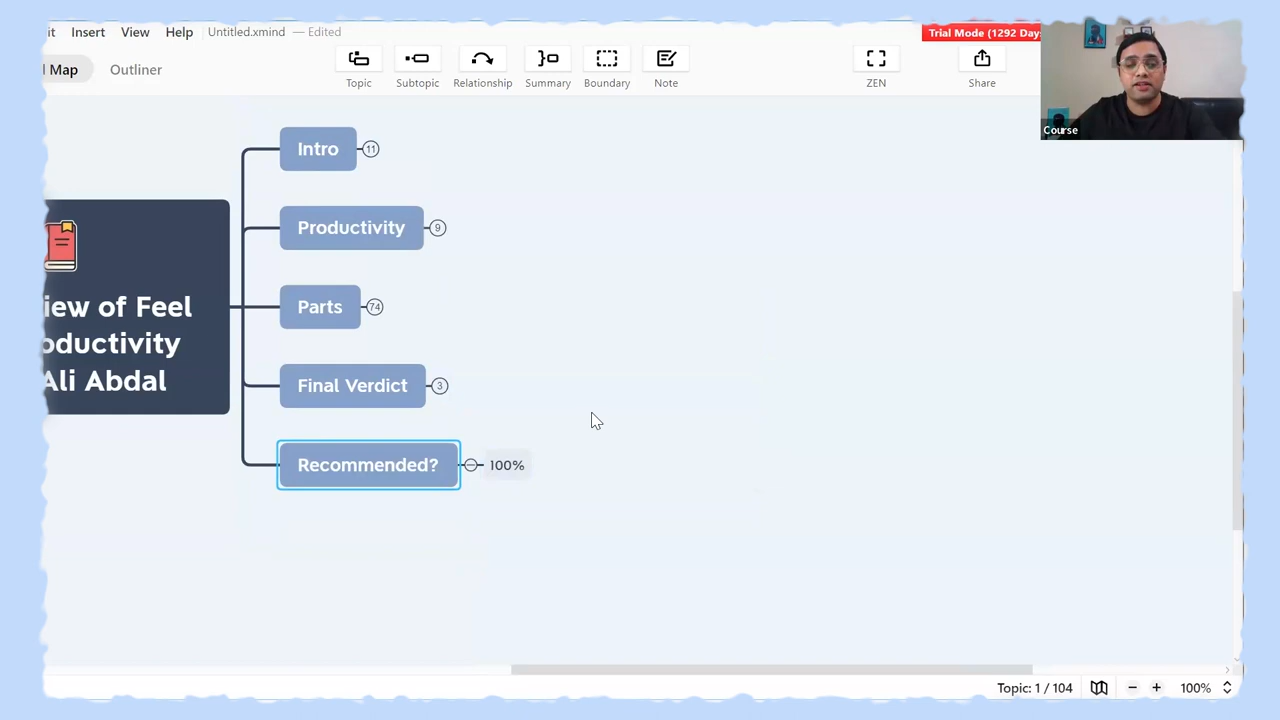 it Insert View Help Untitled.xmind — Edited
Trial Mode (1292 Days
Map Outliner
Topic Subtopic Relationship Summary Boundary Note ZEN Share
Course
Intro 11
Productivity 9
Parts 74
Final Verdict 3
Recommended? 100%
iew of Feel
oductivity
Ali Abdal
Topic: 1 / 104 100%